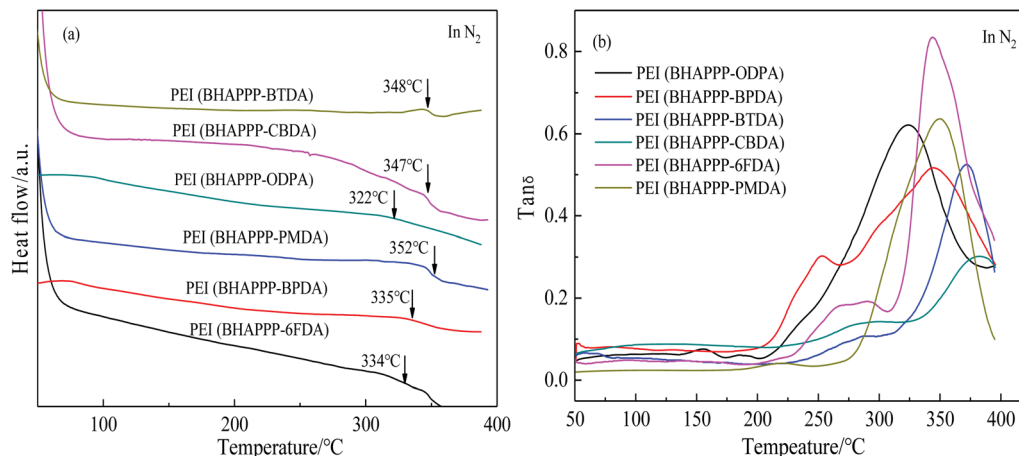 (a)
In N2
348℃
PEI (BHAPPP-BTDA)
PEI (BHAPPP-CBDA)
347℃
PEI (BHAPPP-ODPA)
322℃
PEI (BHAPPP-PMDA)
352℃
PEI (BHAPPP-BPDA)
335℃
PEI (BHAPPP-6FDA)
334℃
Heat flow/a.u.
100
200
300
400
Temperature/℃
(b)
In N2
PEI (BHAPPP-ODPA)
PEI (BHAPPP-BPDA)
PEI (BHAPPP-BTDA)
PEI (BHAPPP-CBDA)
PEI (BHAPPP-6FDA)
PEI (BHAPPP-PMDA)
Tanδ
0.8
0.6
0.4
0.2
0.0
50
100
150
200
250
300
350
400
Tempeature/℃